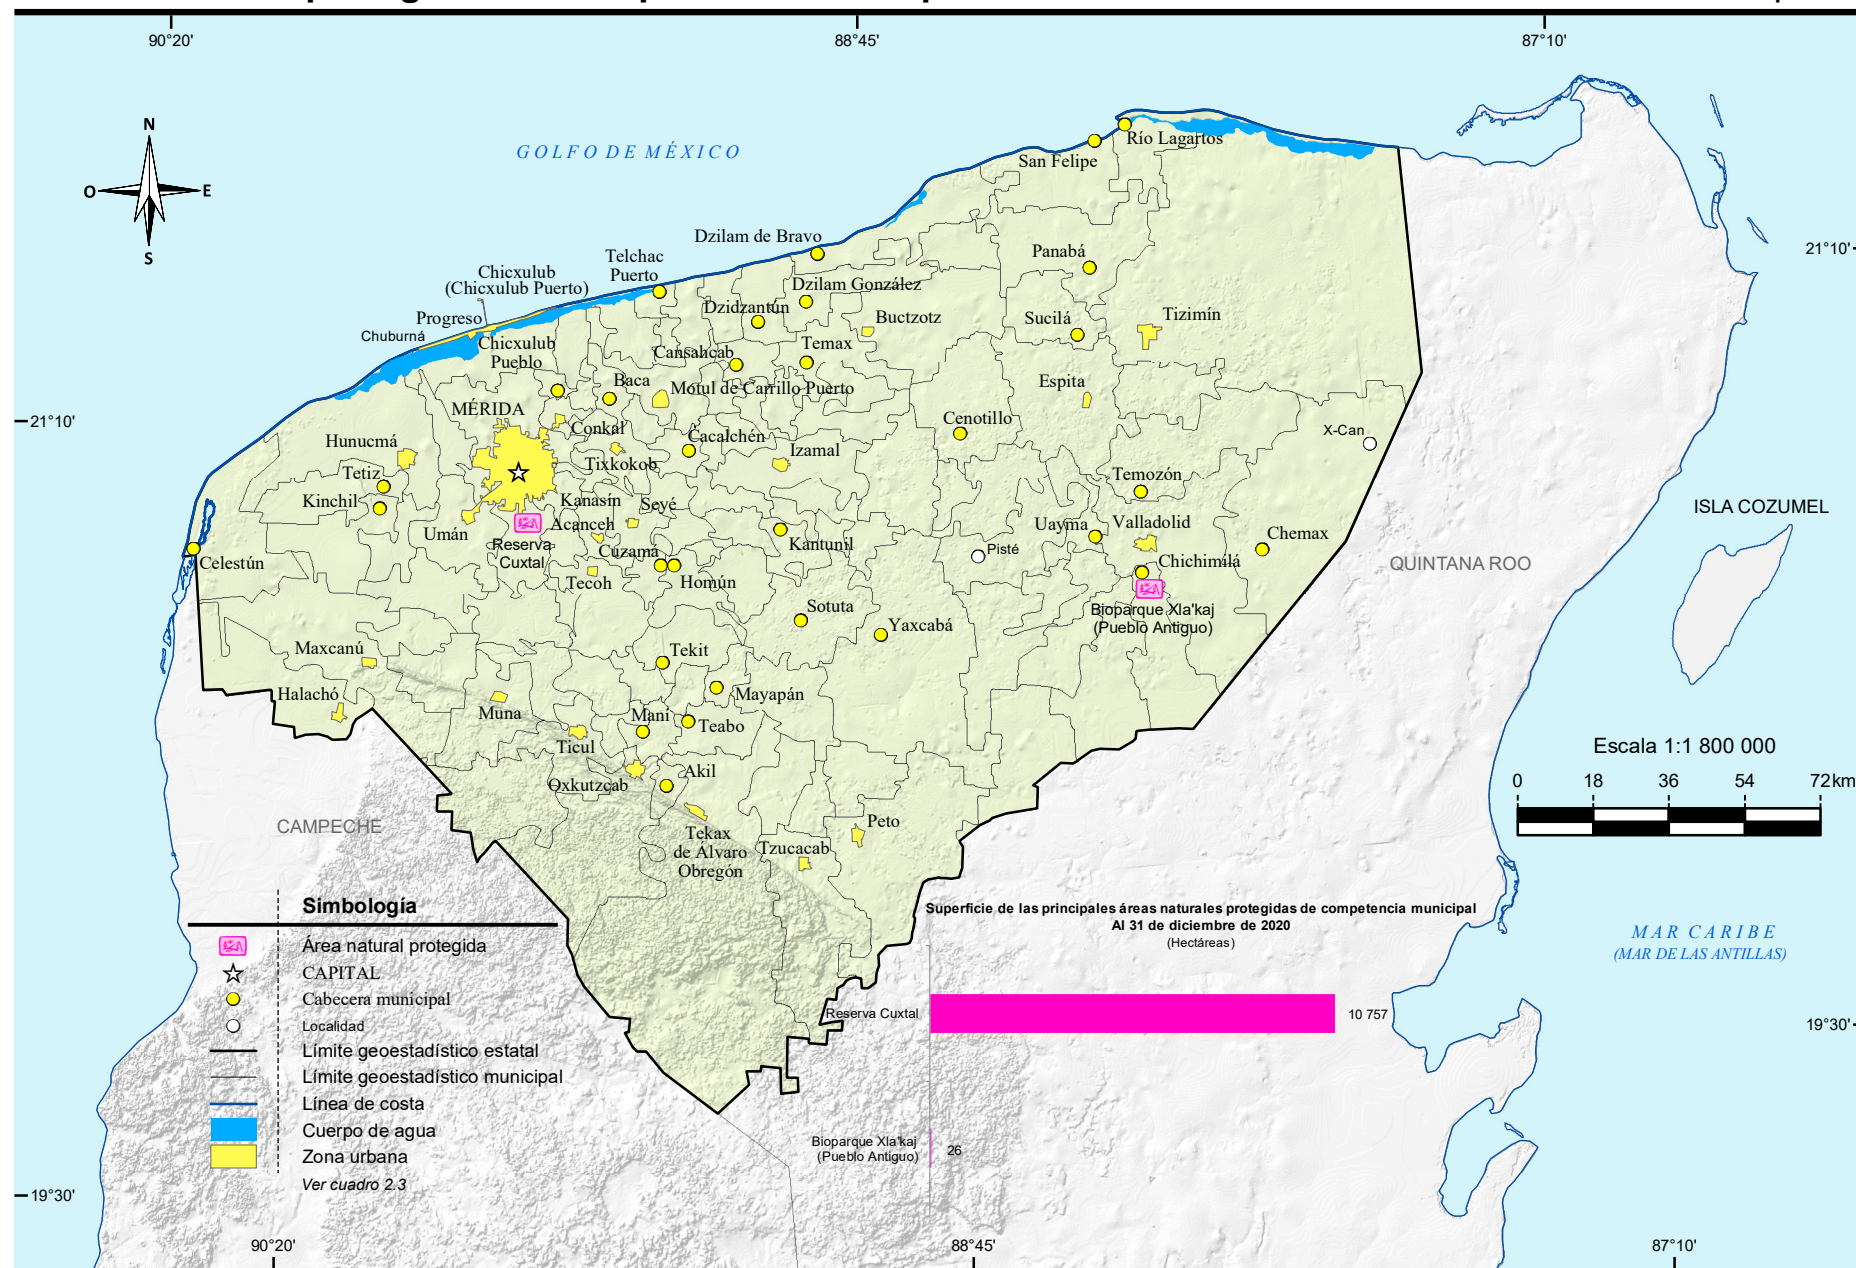 90°20'
88°45'
87°10'
N
O
E
S
GOLFO DE MÉXICO
Río Lagartos
San Felipe
Dzilam de Bravo
Panabá
21°10'
Telchac
Puerto
Chicxulub
(Chicxulub Puerto)
Dzilam González
Dzidzantún
Buctzotz
Sucilá
Tizimín
Progreso
Chuburná
Chicxulub
Pueblo
Cansahcab
Temax
Baca
Motul de Carrillo Puerto
Espita
MÉRIDA
21°10'
Conkal
Cenotillo
X-Can
Hunucmá
Cacalchén
Izamal
Tixkokob
Tetiz
Temozón
Kinchil
Kanasín
Seyé
ISLA COZUMEL
Umán
Acanceh
Uayma
Valladolid
Chemax
Reserva
Cuxtal
Cuzamá
Kantunil
Pisté
Celestún
Chichimilá
QUINTANA ROO
Tecoh
Homún
Sotuta
Bioparque Xla'kaj
(Pueblo Antiguo)
Yaxcabá
Maxcanú
Tekit
Halachó
Mayapán
Muna
Maní
Teabo
Ticul
Escala 1:1 800 000
Oxkutzcab
Akil
0 18 36 54 72km
CAMPECHE
Peto
Tekax
de Álvaro
Obregón
Tzucacab
Simbología
Área natural protegida
CAPITAL
Cabecera municipal
Localidad
Límite geoestadístico estatal
Límite geoestadístico municipal
Línea de costa
Cuerpo de agua
Zona urbana
Ver cuadro 2.3
Superficie de las principales áreas naturales protegidas de competencia municipal
Al 31 de diciembre de 2020
(Hectáreas)
Reserva Cuxtal
10 757
Bioparque Xla'kaj
(Pueblo Antiguo)
26
MAR CARIBE
(MAR DE LAS ANTILLAS)
19°30'
19°30'
90°20'
88°45'
87°10'